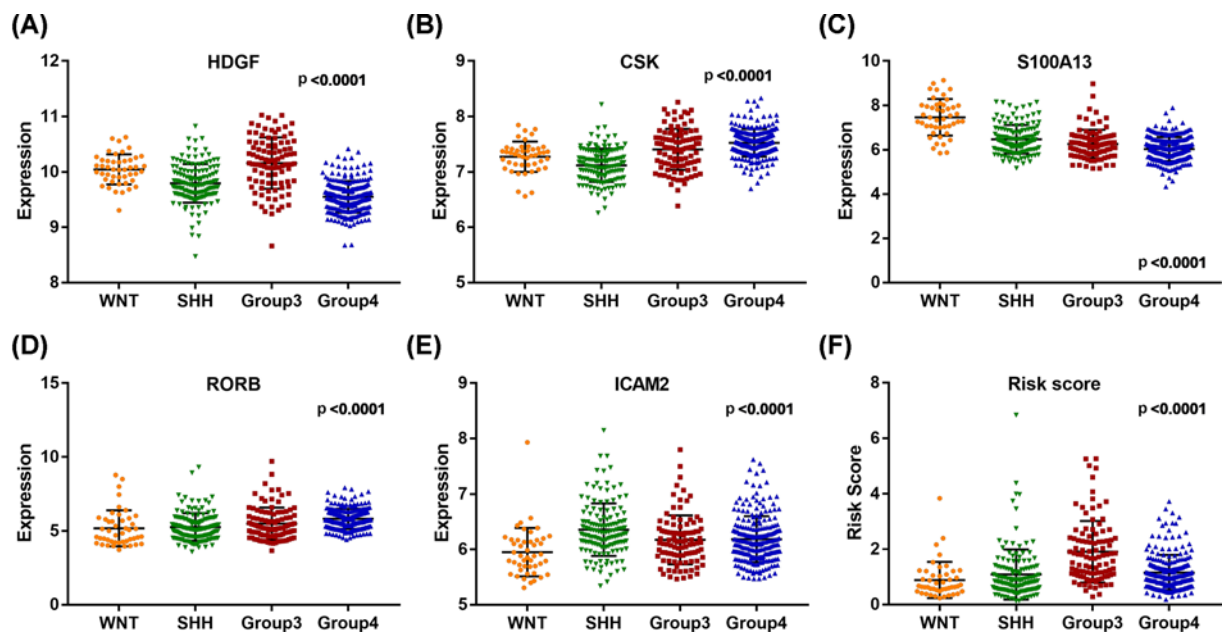 (A)
HDGF
p <0.0001
Expression
12
11
10
9
8
WNT SHH Group3 Group4
(B)
CSK
p <0.0001
Expression
9
8
7
6
5
WNT SHH Group3 Group4
(C)
S100A13
Expression
10
8
6
4
2
0
p <0.0001
WNT SHH Group3 Group4
(D)
RORB
p <0.0001
Expression
15
10
5
0
WNT SHH Group3 Group4
(E)
ICAM2
p <0.0001
Expression
9
8
7
6
5
WNT SHH Group3 Group4
(F)
Risk score
p <0.0001
Risk Score
8
6
4
2
0
WNT SHH Group3 Group4